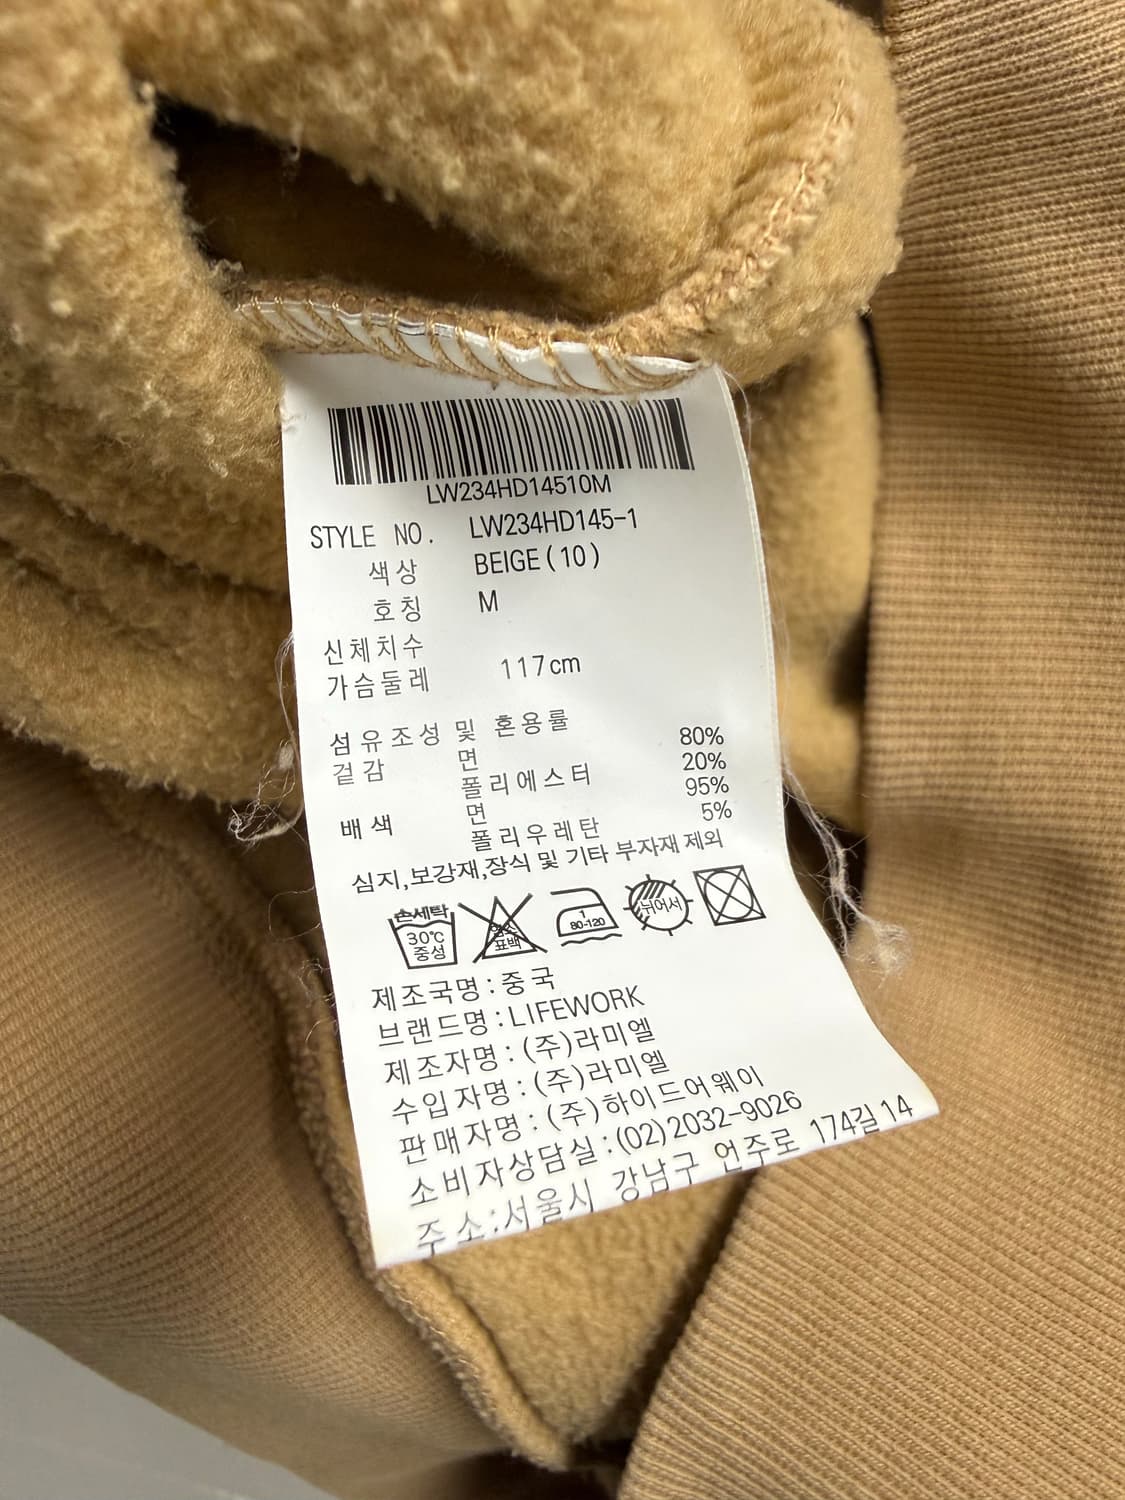 LW234HD14510M
STYLE NO. LW234HD145-1
색상 BEIGE(10)
호칭 M
신체치수
가슴둘레 117cm
섬유조성 및 혼용률
겉감 면 80%
폴리에스터 20%
배색 면 95%
폴리우레탄 5%
심지,보강재,장식 및 기타 부자재 제외
손세탁 30℃ 중성
염소 표백
1 80-120
뉘어서
제조국명:중국
브랜드명:LIFEWORK
제조자명:(주)라미엘
수입자명:(주)라미엘
판매자명:(주)하이드어웨이
소비자상담실:(02)2032-9026
주소:서울시 강남구 언주로 174길 14